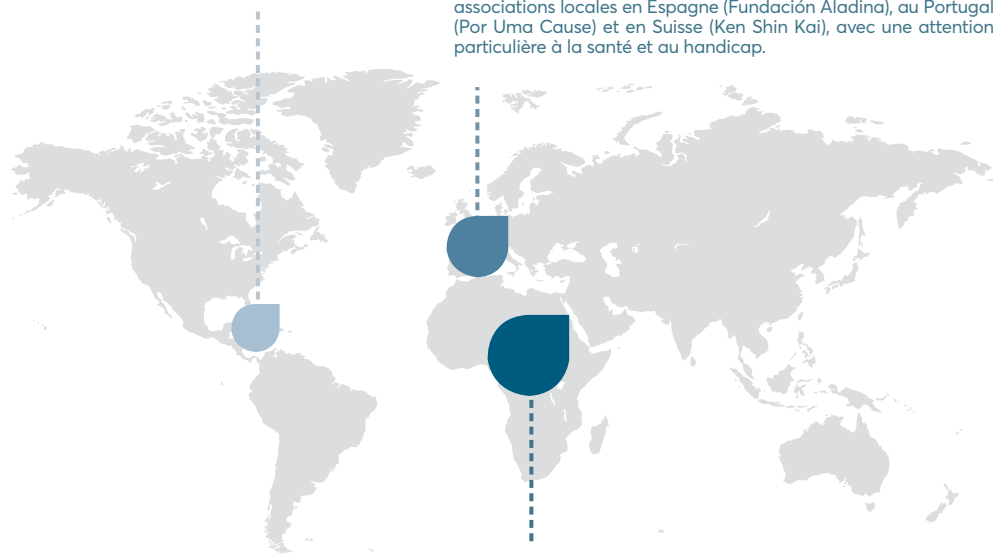 associations locales en Espagne (Fundación Aladina), au Portugal
(Por Uma Cause) et en Suisse (Ken Shin Kai), avec une attention
particulière à la santé et au handicap.